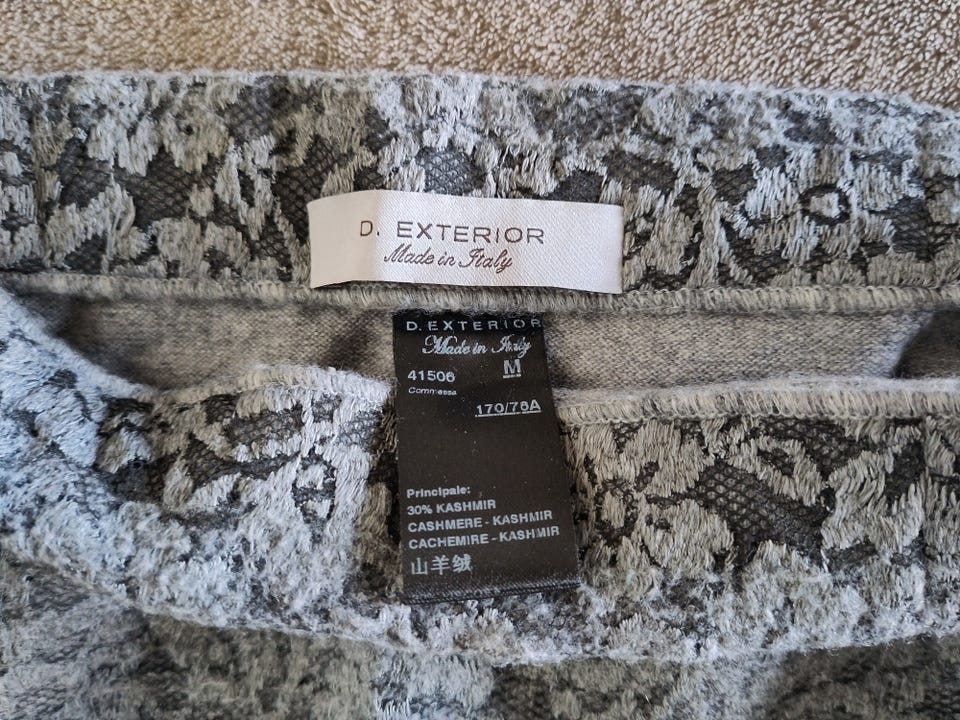 D. EXTERIOR
Made in Italy
D. EXTERIOR
Made in Italy
41506 M
Commessa
170/76A
Principale:
30% KASHMIR
CASHMERE - KASHMIR
CACHEMIRE - KASHMIR
山羊绒